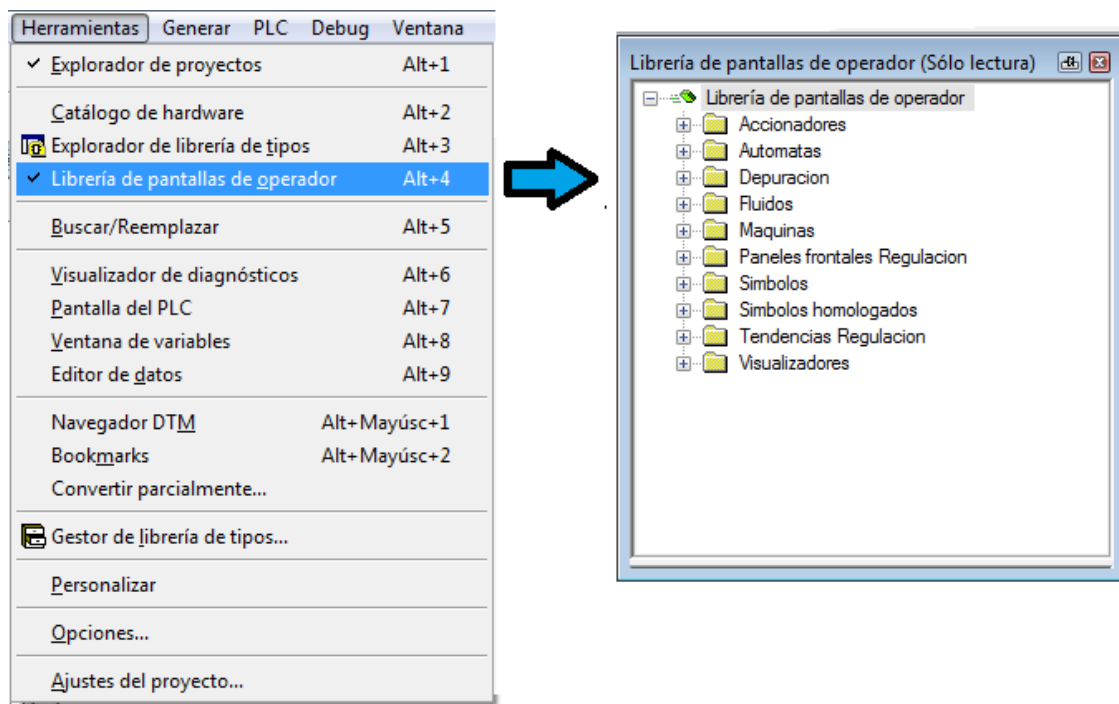 Herramientas Generar PLC Debug Ventana
Explorador de proyectos Alt+1
Catálogo de hardware Alt+2
Explorador de librería de tipos Alt+3
Librería de pantallas de operador Alt+4
Buscar/Reemplazar Alt+5
Visualizador de diagnósticos Alt+6
Pantalla del PLC Alt+7
Ventana de variables Alt+8
Editor de datos Alt+9
Navegador DTM Alt+Mayúsc+1
Bookmarks Alt+Mayúsc+2
Convertir parcialmente...
Gestor de librería de tipos...
Personalizar
Opciones...
Ajustes del proyecto...
Librería de pantallas de operador (Sólo lectura)
Librería de pantallas de operador
Accionadores
Automatas
Depuracion
Fluidos
Maquinas
Paneles frontales Regulacion
Simbolos
Simbolos homologados
Tendencias Regulacion
Visualizadores